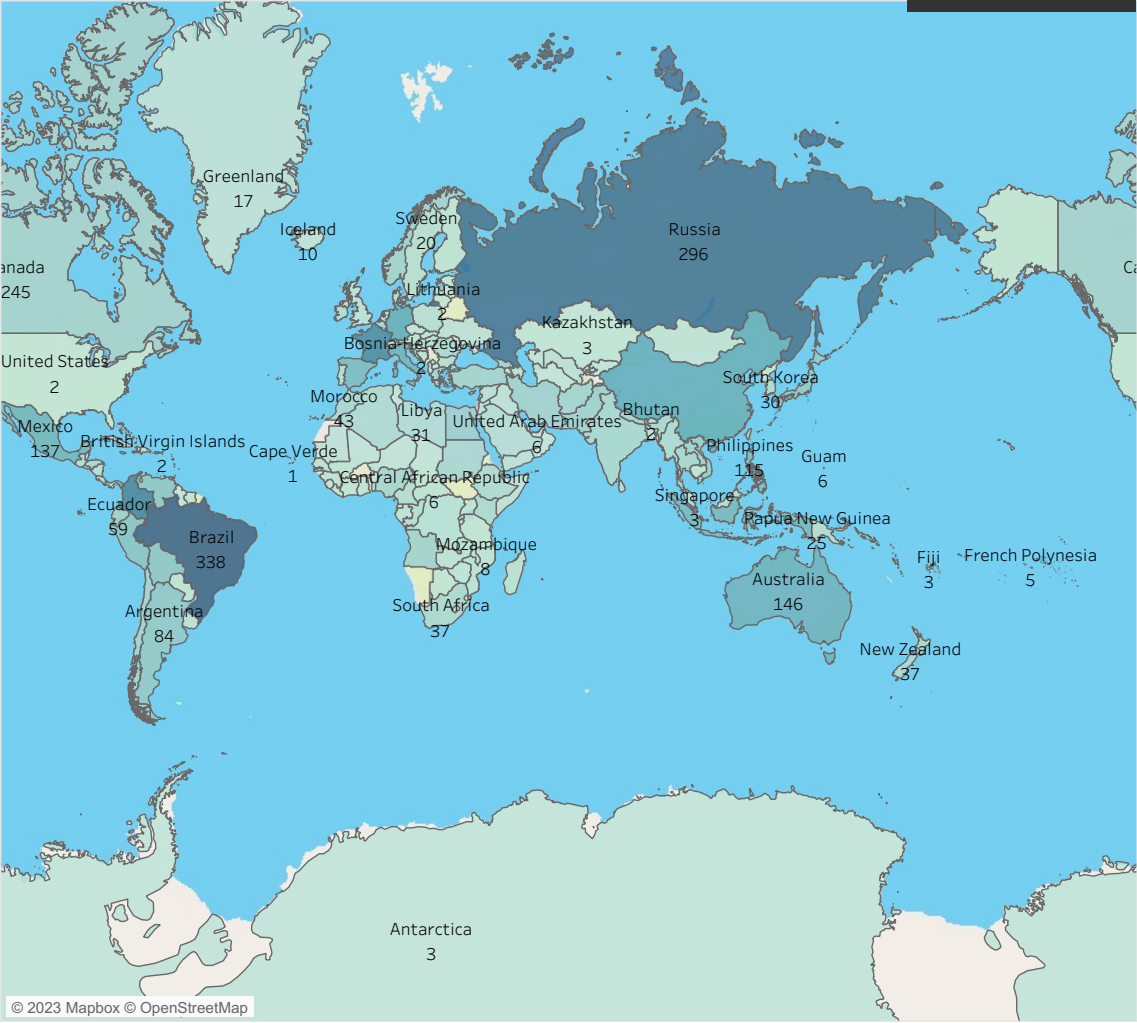 Greenland
17
Iceland
10
Sweden
20
Russia
296
anada
245
Ca
Lithuania
2
Kazakhstan
3
Bosnia-Herzegovina
2
United States
2
South Korea
30
Morocco
43
Libya
31
United Arab Emirates
6
Bhutan
2
Mexico
137
British Virgin Islands
2
Cape Verde
1
Philippines
115
Guam
6
Central African Republic
6
Singapore
3
Ecuador
59
Papua New Guinea
25
Brazil
338
Mozambique
8
Fiji
3
French Polynesia
5
Australia
146
South Africa
37
Argentina
84
New Zealand
37
Antarctica
3
© 2023 Mapbox © OpenStreetMap